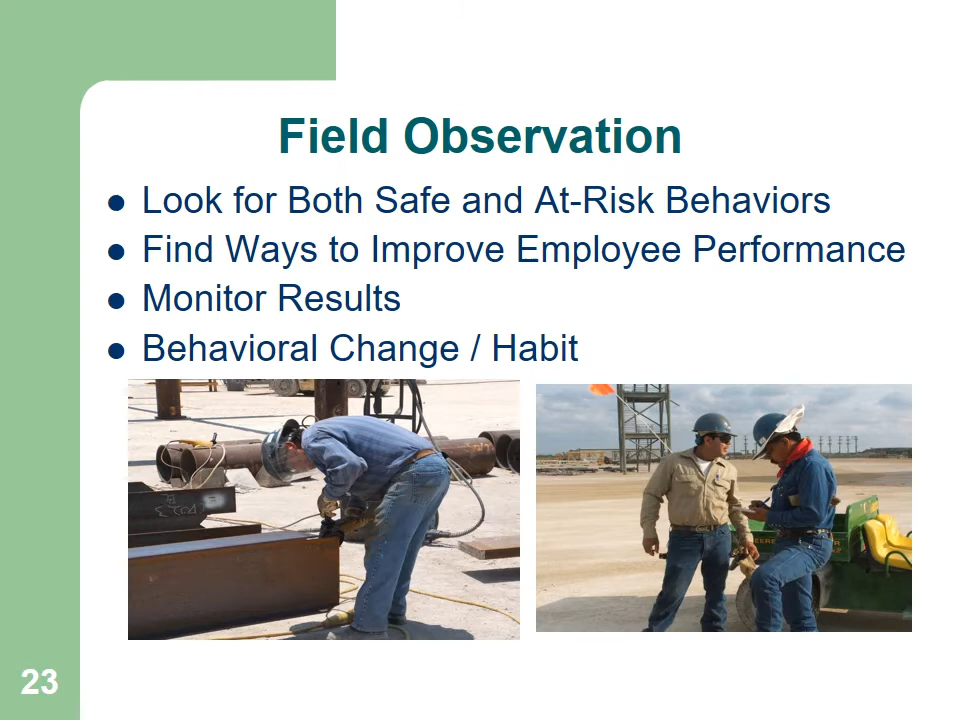 Field Observation
Look for Both Safe and At-Risk Behaviors
Find Ways to Improve Employee Performance
Monitor Results
Behavioral Change / Habit
23